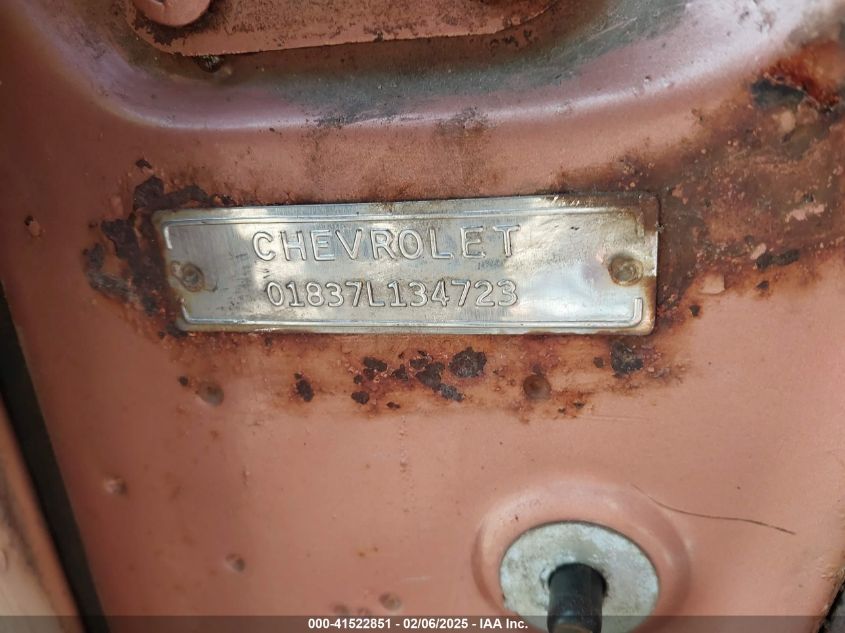 CHEVROLET
01837L134723
000-41522851 - 02/06/2025 - IAA Inc.